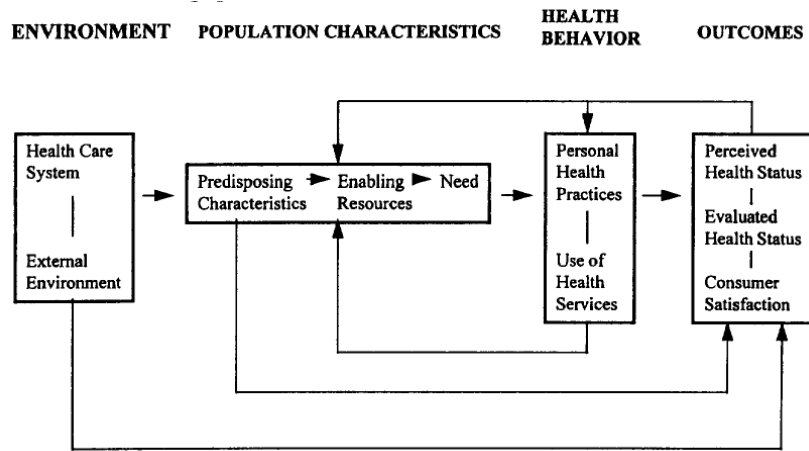 ENVIRONMENT
POPULATION CHARACTERISTICS
HEALTH
BEHAVIOR
OUTCOMES
Health Care
System
External
Environment
Predisposing
Characteristics
Enabling
Resources
Need
Personal
Health
Practices
Use of
Health
Services
Perceived
Health Status
Evaluated
Health Status
Consumer
Satisfaction